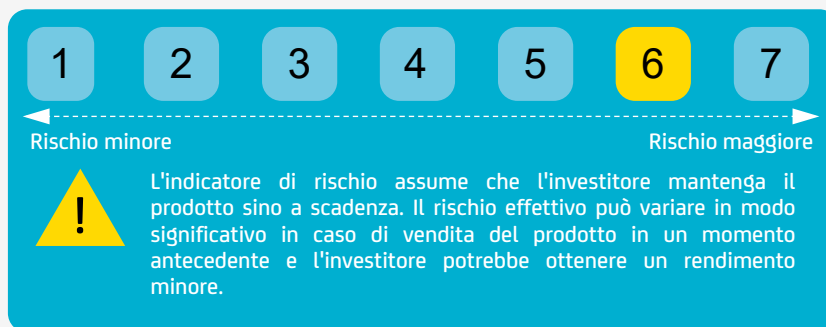 1 2 3 4 5 6 7
Rischio minore Rischio maggiore
! L'indicatore di rischio assume che l'investitore mantenga il
prodotto sino a scadenza. Il rischio effettivo può variare in modo
significativo in caso di vendita del prodotto in un momento
antecedente e l'investitore potrebbe ottenere un rendimento
minore.